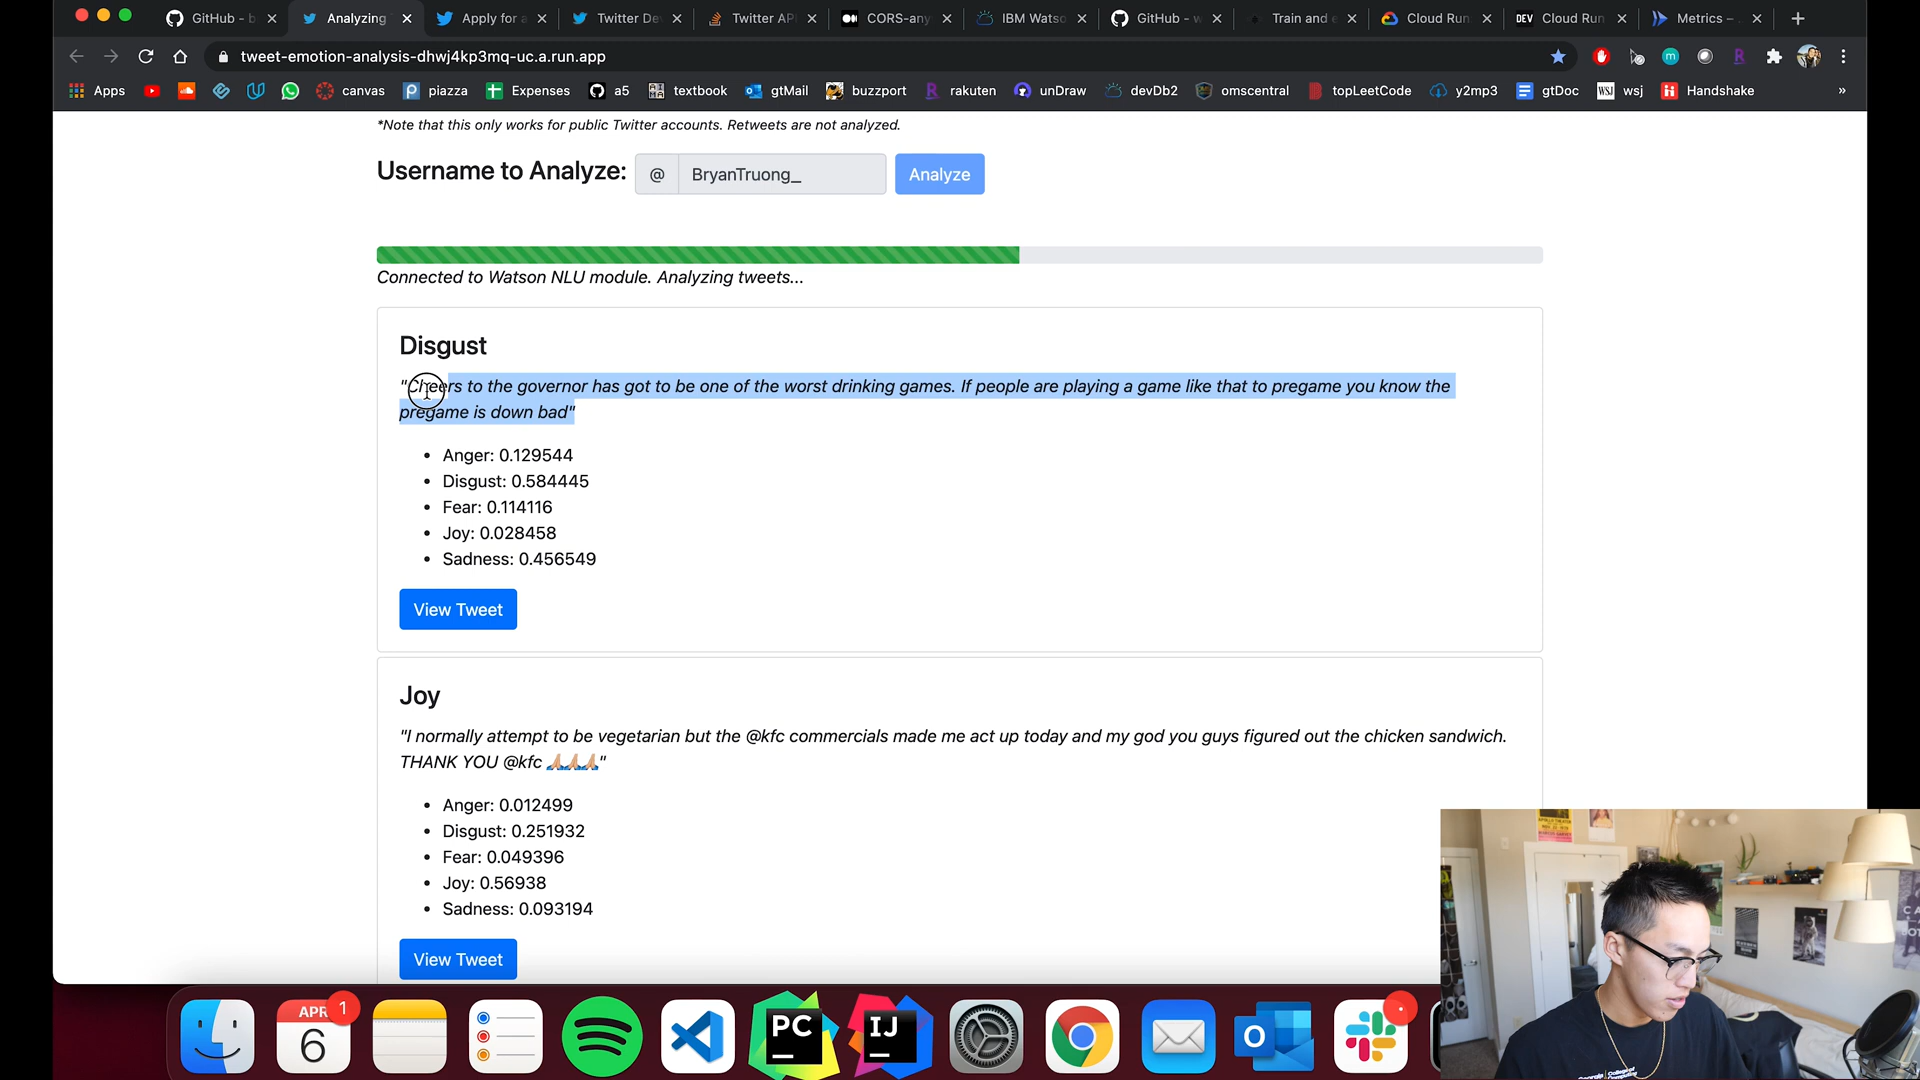 GitHub - b
Analyzing
Apply for a
Twitter De
Twitter AP
CORS-any
IBM Watso
GitHub - w
Train and e
Cloud Run
DEV
Cloud Run
Metrics –
tweet-emotion-analysis-dhwj4kp3mq-uc.a.run.app
Apps
canvas
piazza
Expenses
a5
textbook
gtMail
buzzport
rakuten
unDraw
devDb2
omscentral
topLeetCode
y2mp3
gtDoc
WSJ
wsj
Handshake
»
*Note that this only works for public Twitter accounts. Retweets are not analyzed.
Username to Analyze: @ BryanTruong_ Analyze
Connected to Watson NLU module. Analyzing tweets...
Disgust
"Cheers to the governor has got to be one of the worst drinking games. If people are playing a game like that to pregame you know the
pregame is down bad"
• Anger: 0.129544
• Disgust: 0.584445
• Fear: 0.114116
• Joy: 0.028458
• Sadness: 0.456549
View Tweet
Joy
"I normally attempt to be vegetarian but the @kfc commercials made me act up today and my god you guys figured out the chicken sandwich.
THANK YOU @kfc 🙏🏼🙏🏼🙏🏼"
• Anger: 0.012499
• Disgust: 0.251932
• Fear: 0.049396
• Joy: 0.56938
• Sadness: 0.093194
View Tweet
APR
1
6
PC
IJ